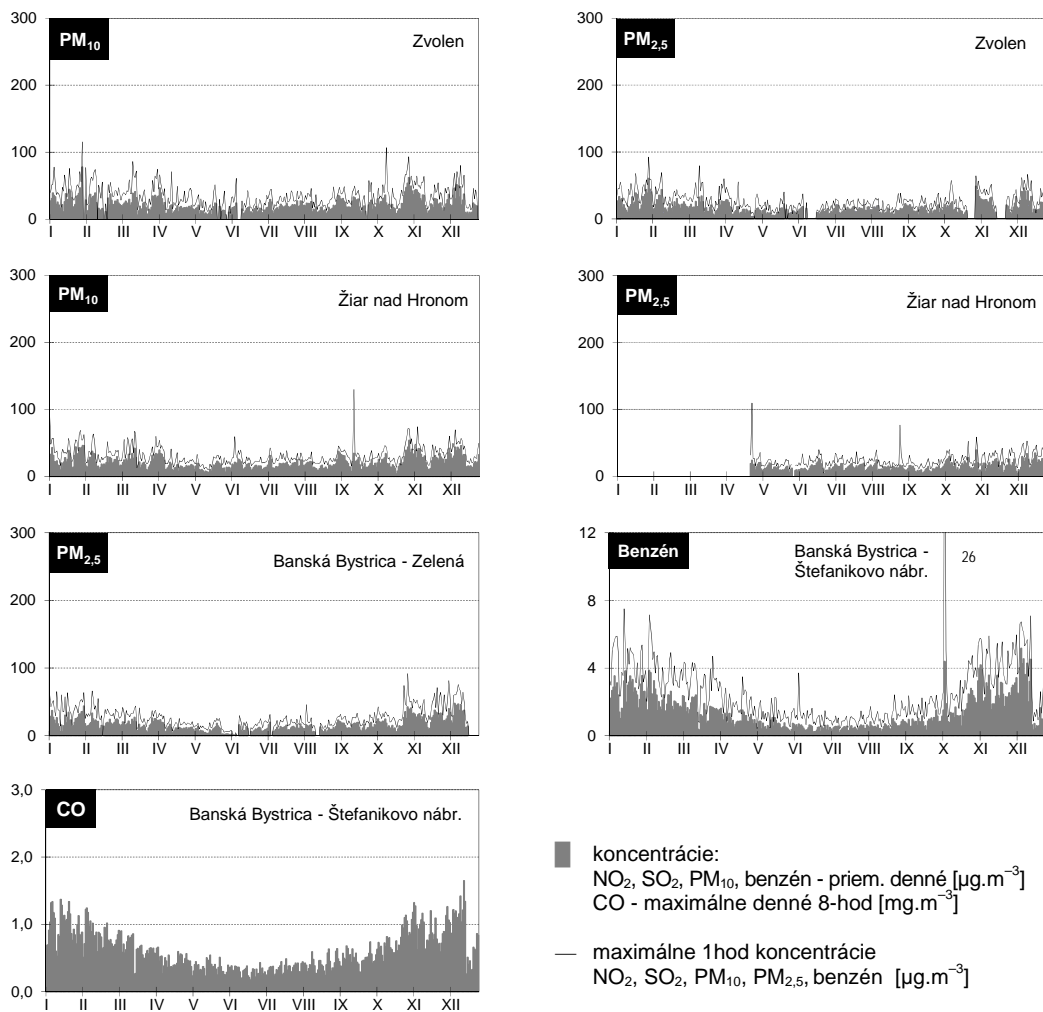 PM₁₀
Zvolen
300
200
100
0
I II III IV V VI VII VIII IX X XI XII
PM₂,₅
Zvolen
300
200
100
0
I II III IV V VI VII VIII IX X XI XII
PM₁₀
Žiar nad Hronom
300
200
100
0
I II III IV V VI VII VIII IX X XI XII
PM₂,₅
Žiar nad Hronom
300
200
100
0
I II III IV V VI VII VIII IX X XI XII
PM₂,₅
Banská Bystrica - Zelená
300
200
100
0
I II III IV V VI VII VIII IX X XI XII
Benzén
Banská Bystrica -
Štefanikovo nábr.
26
12
8
4
0
I II III IV V VI VII VIII IX X XI XII
CO
Banská Bystrica - Štefanikovo nábr.
3,0
2,0
1,0
0,0
I II III IV V VI VII VIII IX X XI XII
koncentrácie:
NO₂, SO₂, PM₁₀, benzén - priem. denné [µg.m⁻³]
CO - maximálne denné 8-hod [mg.m⁻³]
maximálne 1hod koncentrácie
NO₂, SO₂, PM₁₀, PM₂,₅, benzén [µg.m⁻³]